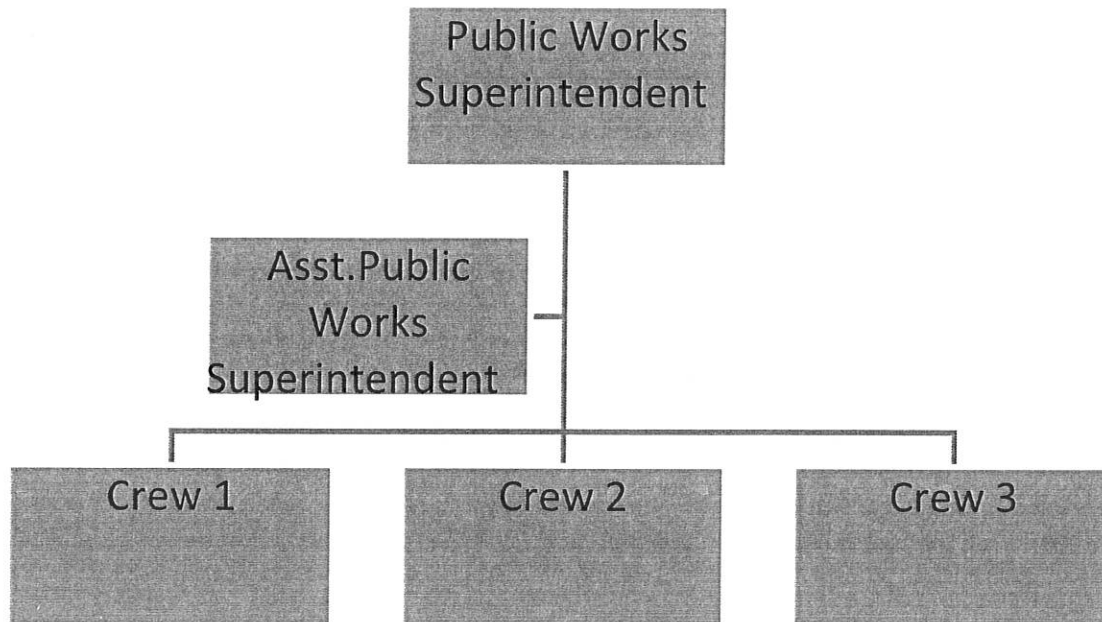 Public Works
Superintendent
Asst.Public
Works
Superintendent
Crew 1
Crew 2
Crew 3